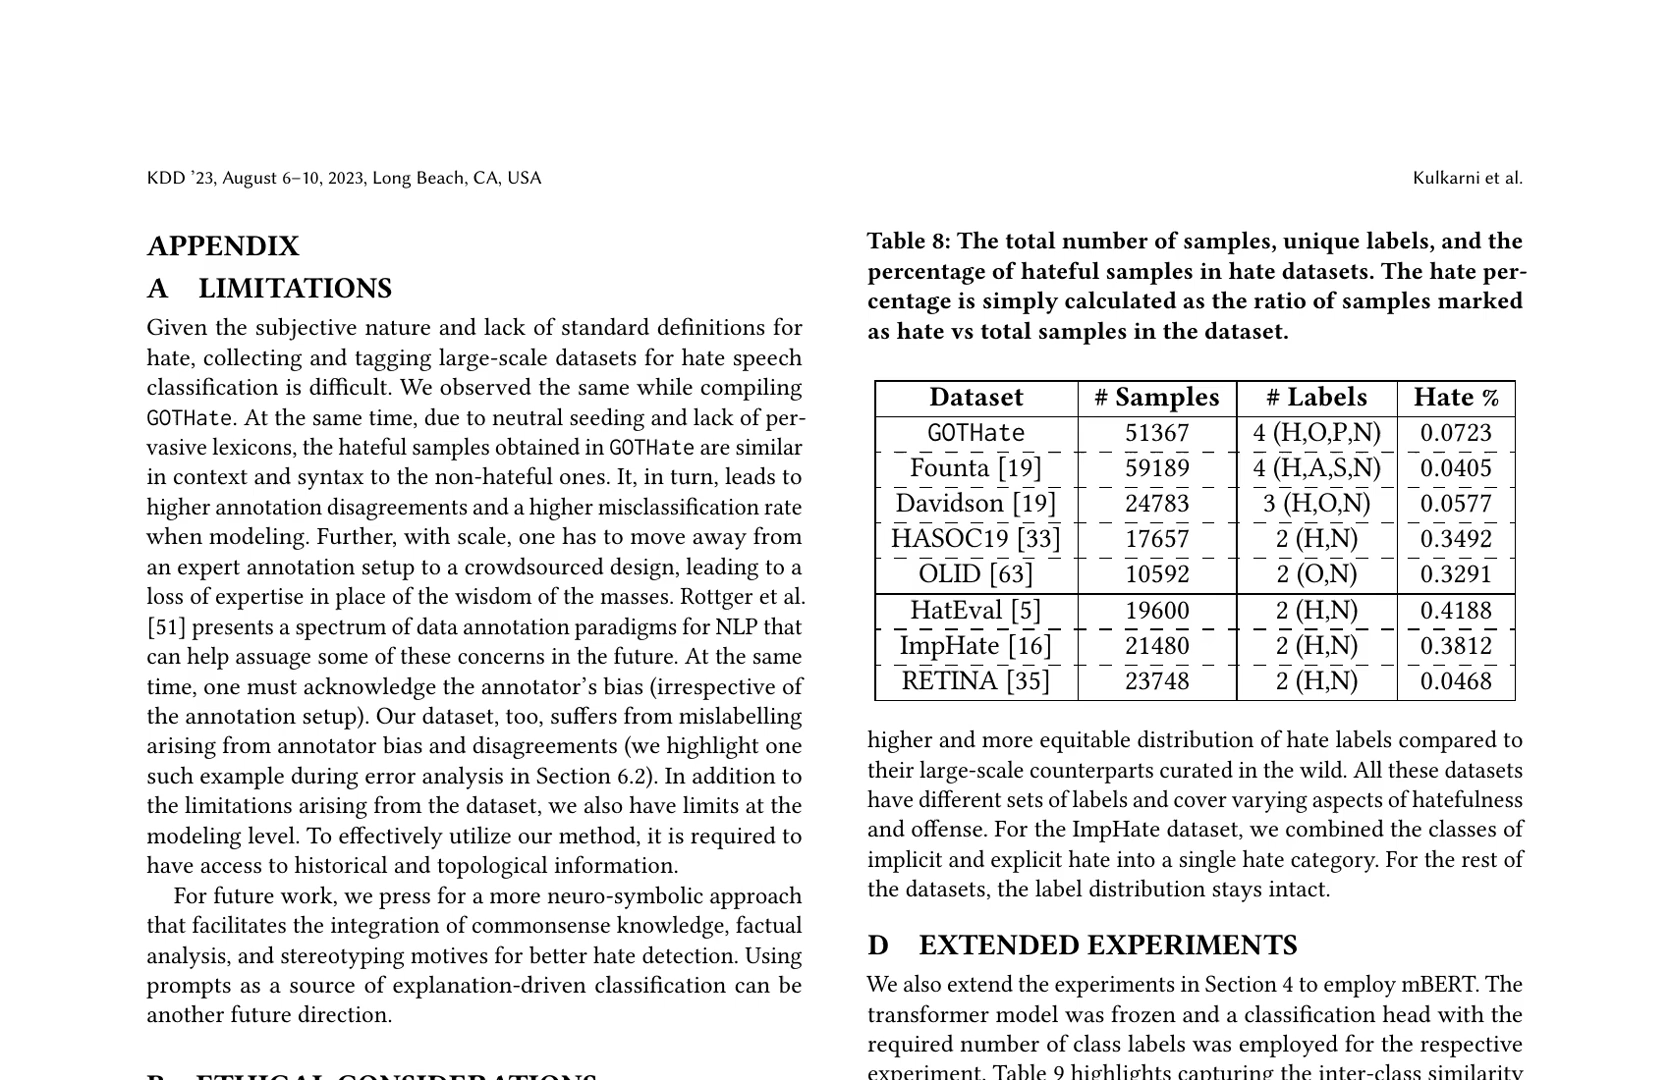 KDD ’23, August 6–10, 2023, Long Beach, CA, USA
Kulkarni et al.
APPENDIX
A LIMITATIONS
Given the subjective nature and lack of standard definitions for
hate, collecting and tagging large-scale datasets for hate speech
classification is difficult. We observed the same while compiling
GOTHate. At the same time, due to neutral seeding and lack of per-
vasive lexicons, the hateful samples obtained in GOTHate are similar
in context and syntax to the non-hateful ones. It, in turn, leads to
higher annotation disagreements and a higher misclassification rate
when modeling. Further, with scale, one has to move away from
an expert annotation setup to a crowdsourced design, leading to a
loss of expertise in place of the wisdom of the masses. Rottger et al.
[51] presents a spectrum of data annotation paradigms for NLP that
can help assuage some of these concerns in the future. At the same
time, one must acknowledge the annotator’s bias (irrespective of
the annotation setup). Our dataset, too, suffers from mislabelling
arising from annotator bias and disagreements (we highlight one
such example during error analysis in Section 6.2). In addition to
the limitations arising from the dataset, we also have limits at the
modeling level. To effectively utilize our method, it is required to
have access to historical and topological information.
For future work, we press for a more neuro-symbolic approach
that facilitates the integration of commonsense knowledge, factual
analysis, and stereotyping motives for better hate detection. Using
prompts as a source of explanation-driven classification can be
another future direction.
B ETHICAL CONSIDERATIONS
Table 8: The total number of samples, unique labels, and the
percentage of hateful samples in hate datasets. The hate per-
centage is simply calculated as the ratio of samples marked
as hate vs total samples in the dataset.
Dataset # Samples # Labels Hate %
GOTHate 51367 4 (H,O,P,N) 0.0723
Founta [19] 59189 4 (H,A,S,N) 0.0405
Davidson [19] 24783 3 (H,O,N) 0.0577
HASOC19 [33] 17657 2 (H,N) 0.3492
OLID [63] 10592 2 (O,N) 0.3291
HatEval [5] 19600 2 (H,N) 0.4188
ImpHate [16] 21480 2 (H,N) 0.3812
RETINA [35] 23748 2 (H,N) 0.0468
higher and more equitable distribution of hate labels compared to
their large-scale counterparts curated in the wild. All these datasets
have different sets of labels and cover varying aspects of hatefulness
and offense. For the ImpHate dataset, we combined the classes of
implicit and explicit hate into a single hate category. For the rest of
the datasets, the label distribution stays intact.
D EXTENDED EXPERIMENTS
We also extend the experiments in Section 4 to employ mBERT. The
transformer model was frozen and a classification head with the
required number of class labels was employed for the respective
experiment. Table 9 highlights capturing the inter-class similarity